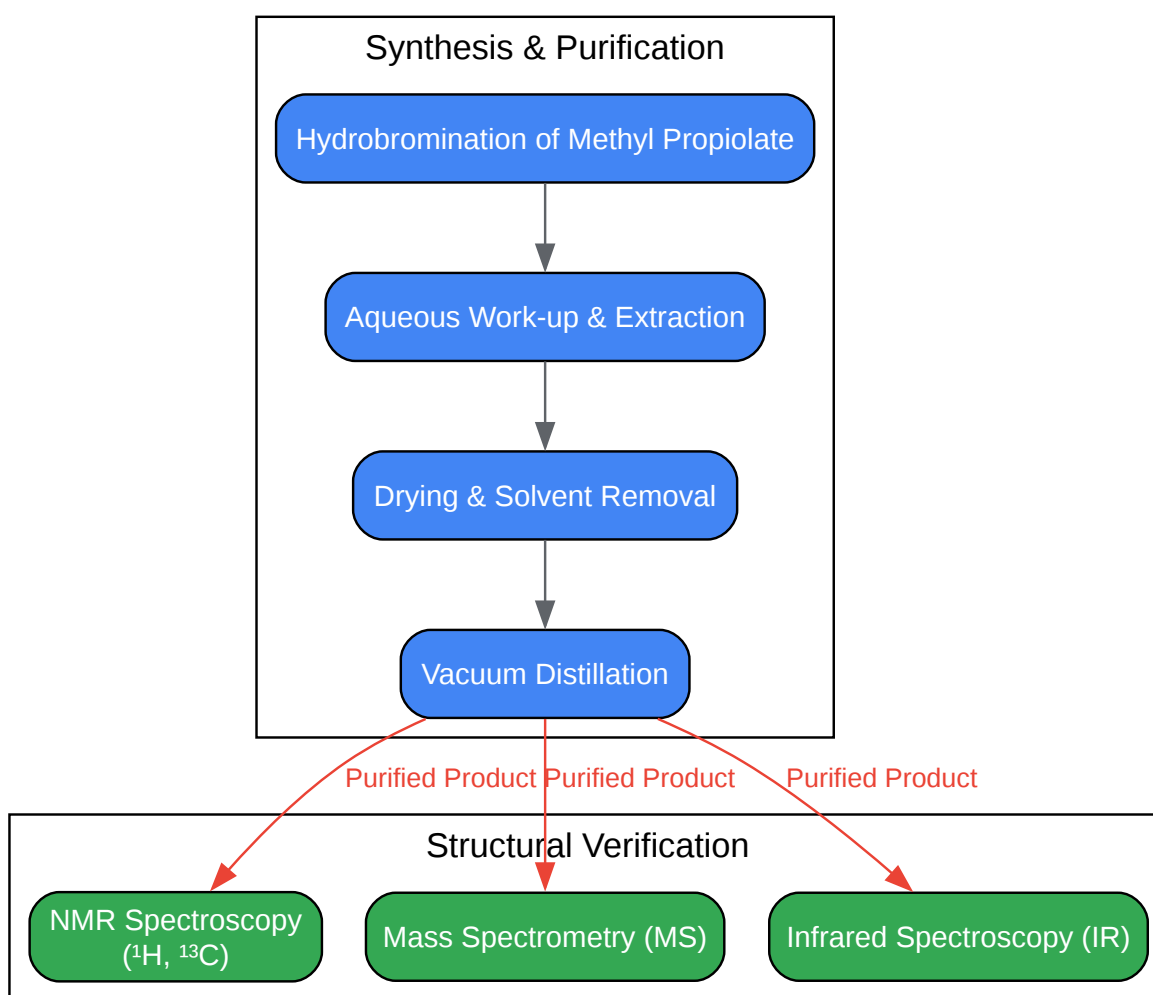 Synthesis & Purification
Hydrobromination of Methyl Propiolate
Aqueous Work-up & Extraction
Drying & Solvent Removal
Vacuum Distillation
Purified Product
Purified Product
Purified Product
Structural Verification
NMR Spectroscopy
(¹H, ¹³C)
Mass Spectrometry (MS)
Infrared Spectroscopy (IR)